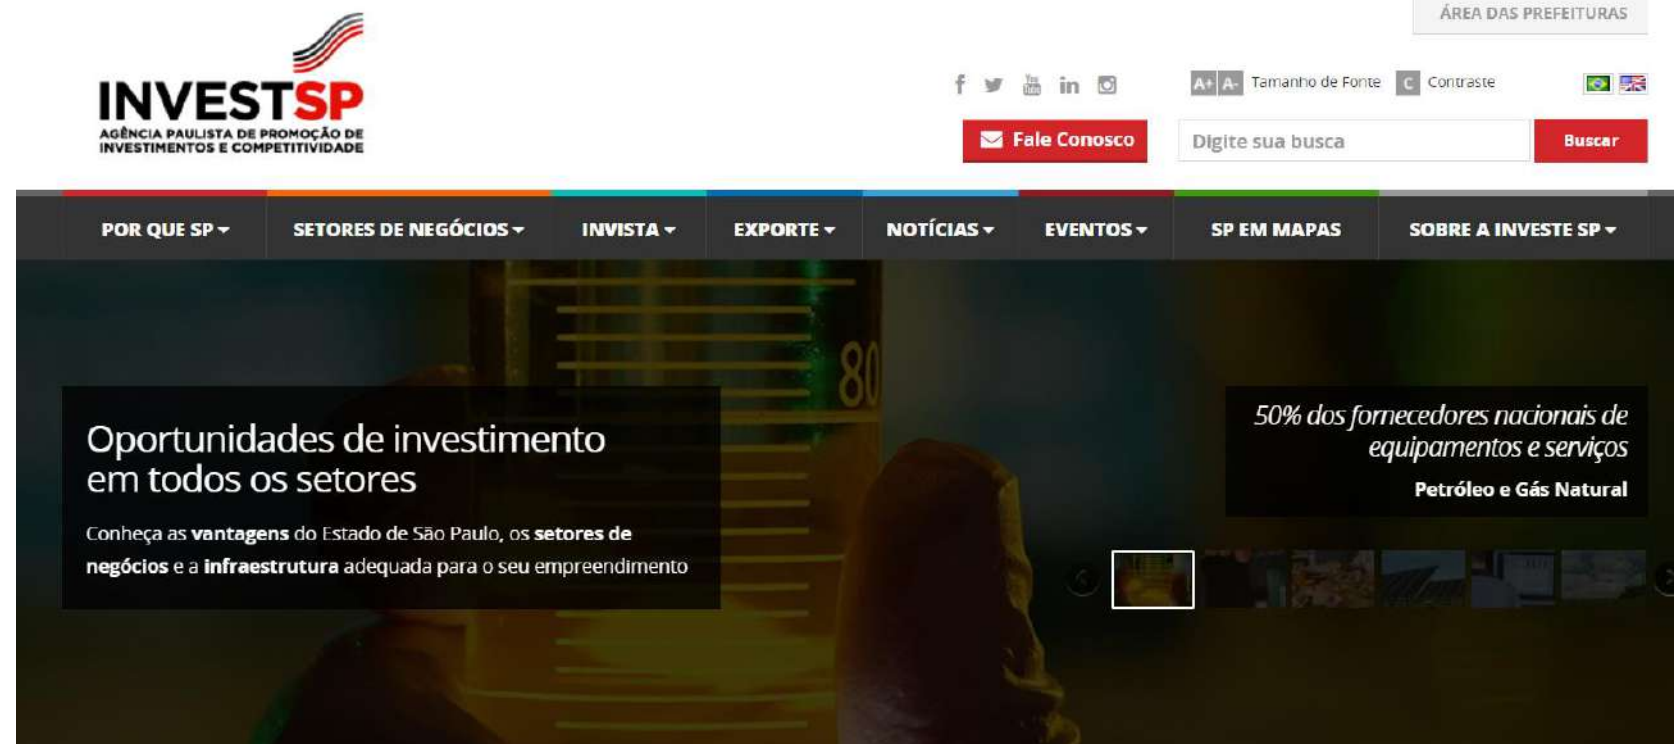 ÁREA DAS PREFEITURAS
INVESTSP
AGÊNCIA PAULISTA DE PROMOÇÃO DE
INVESTIMENTOS E COMPETITIVIDADE
f You Tube in A+ A- Tamanho de Fonte C Contraste
Fale Conosco Digite sua busca Buscar
POR QUE SP SETORES DE NEGÓCIOS INVISTA EXPORTE NOTÍCIAS EVENTOS SP EM MAPAS SOBRE A INVESTE SP
80
Oportunidades de investimento
em todos os setores
Conheça as vantagens do Estado de São Paulo, os setores de
negócios e a infraestrutura adequada para o seu empreendimento
50% dos fornecedores nacionais de
equipamentos e serviços
Petróleo e Gás Natural